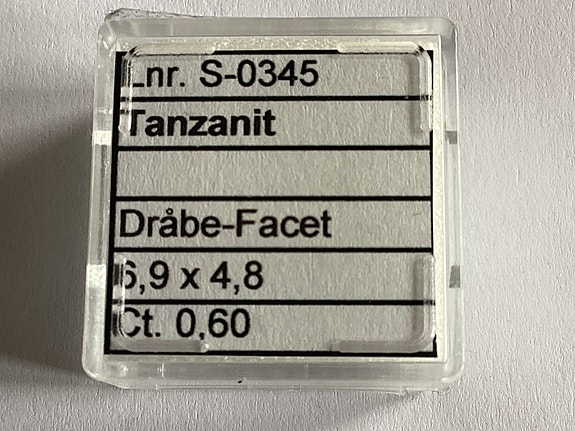 Lnr. S-0345
Tanzanit
Dråbe-Facet
6,9 x 4,8
Ct. 0,60